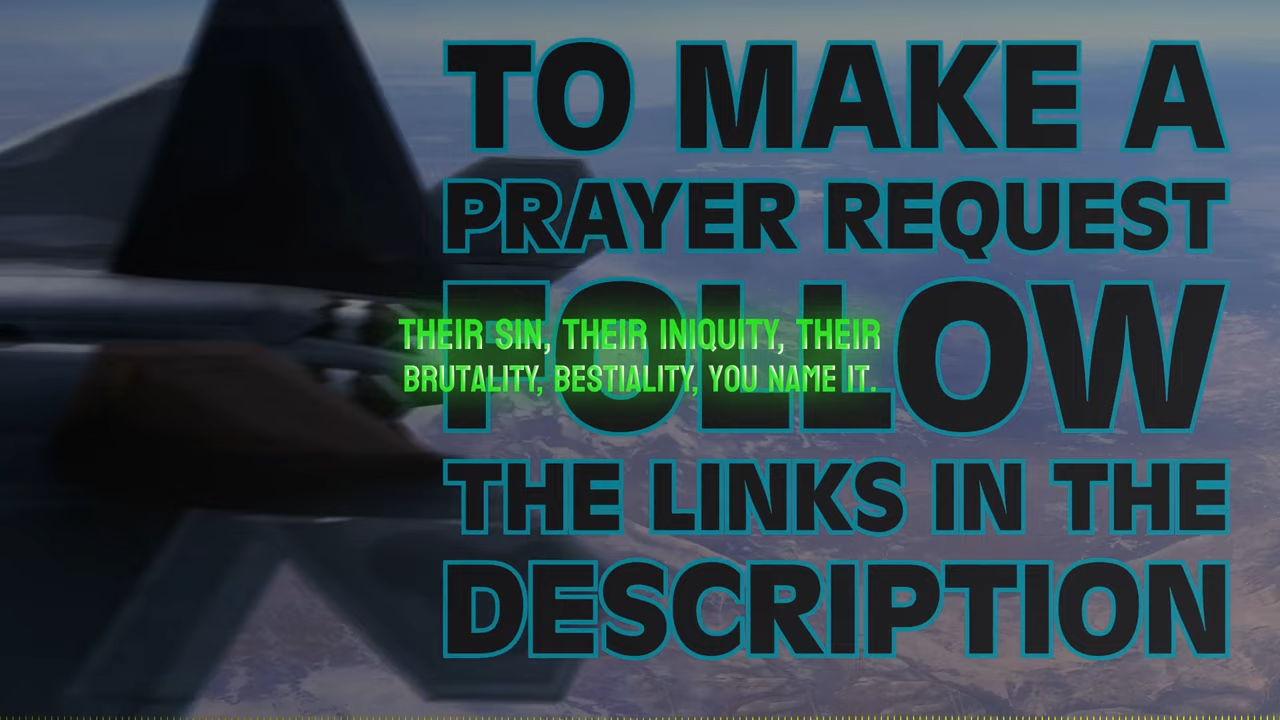 TO MAKE A
PRAYER REQUEST
FOLLOW
THEIR SIN, THEIR INIQUITY, THEIR
BRUTALITY, BESTIALITY, YOU NAME IT.
THE LINKS IN THE
DESCRIPTION